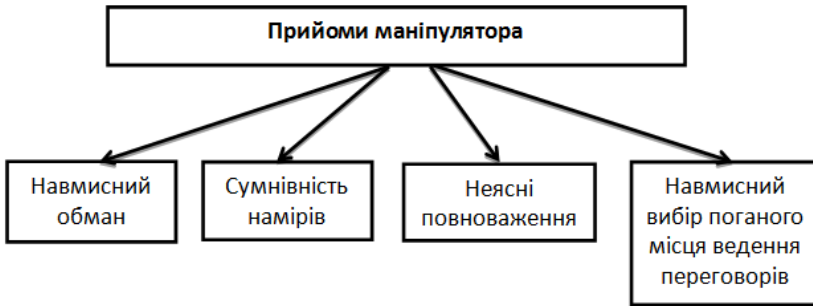 Прийоми маніпулятора
Навмисний
обман
Сумнівність
намірів
Неясні
повноваження
Навмисний
вибір поганого
місця ведення
переговорів